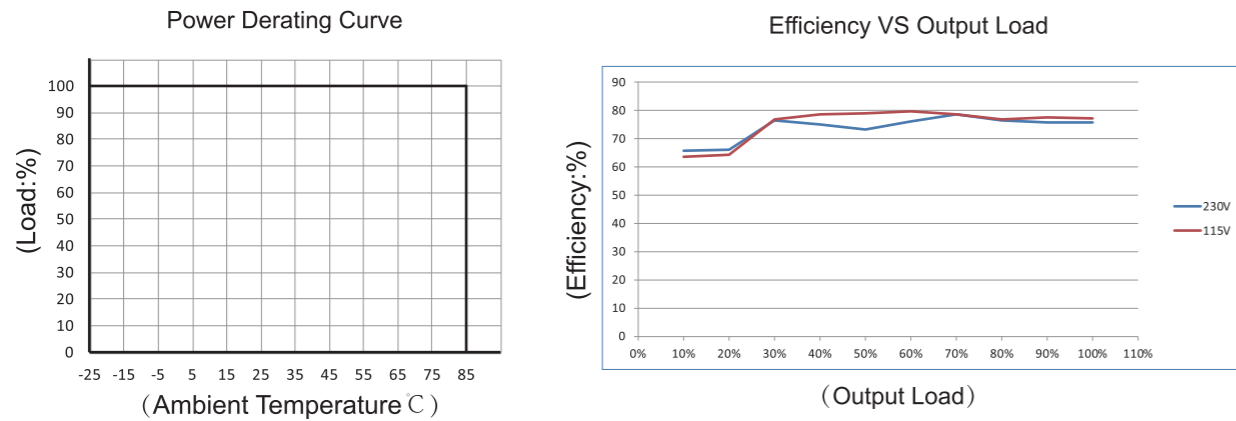 Power Derating Curve
100
90
80
70
60
50
40
30
20
10
0
-25 -15 -5 5 15 25 35 45 55 65 75 85
(Load:%)
(Ambient Temperature℃)
Efficiency VS Output Load
90
80
70
60
50
40
30
20
10
0
0% 10% 20% 30% 40% 50% 60% 70% 80% 90% 100% 110%
(Efficiency:%)
(Output Load)
230V
115V